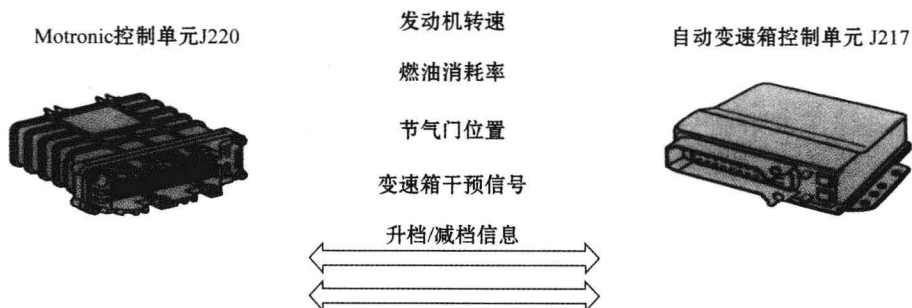 发动机转速
Motronic控制单元J220
自动变速箱控制单元 J217
燃油消耗率
节气门位置
变速箱干预信号
升档/减档信息